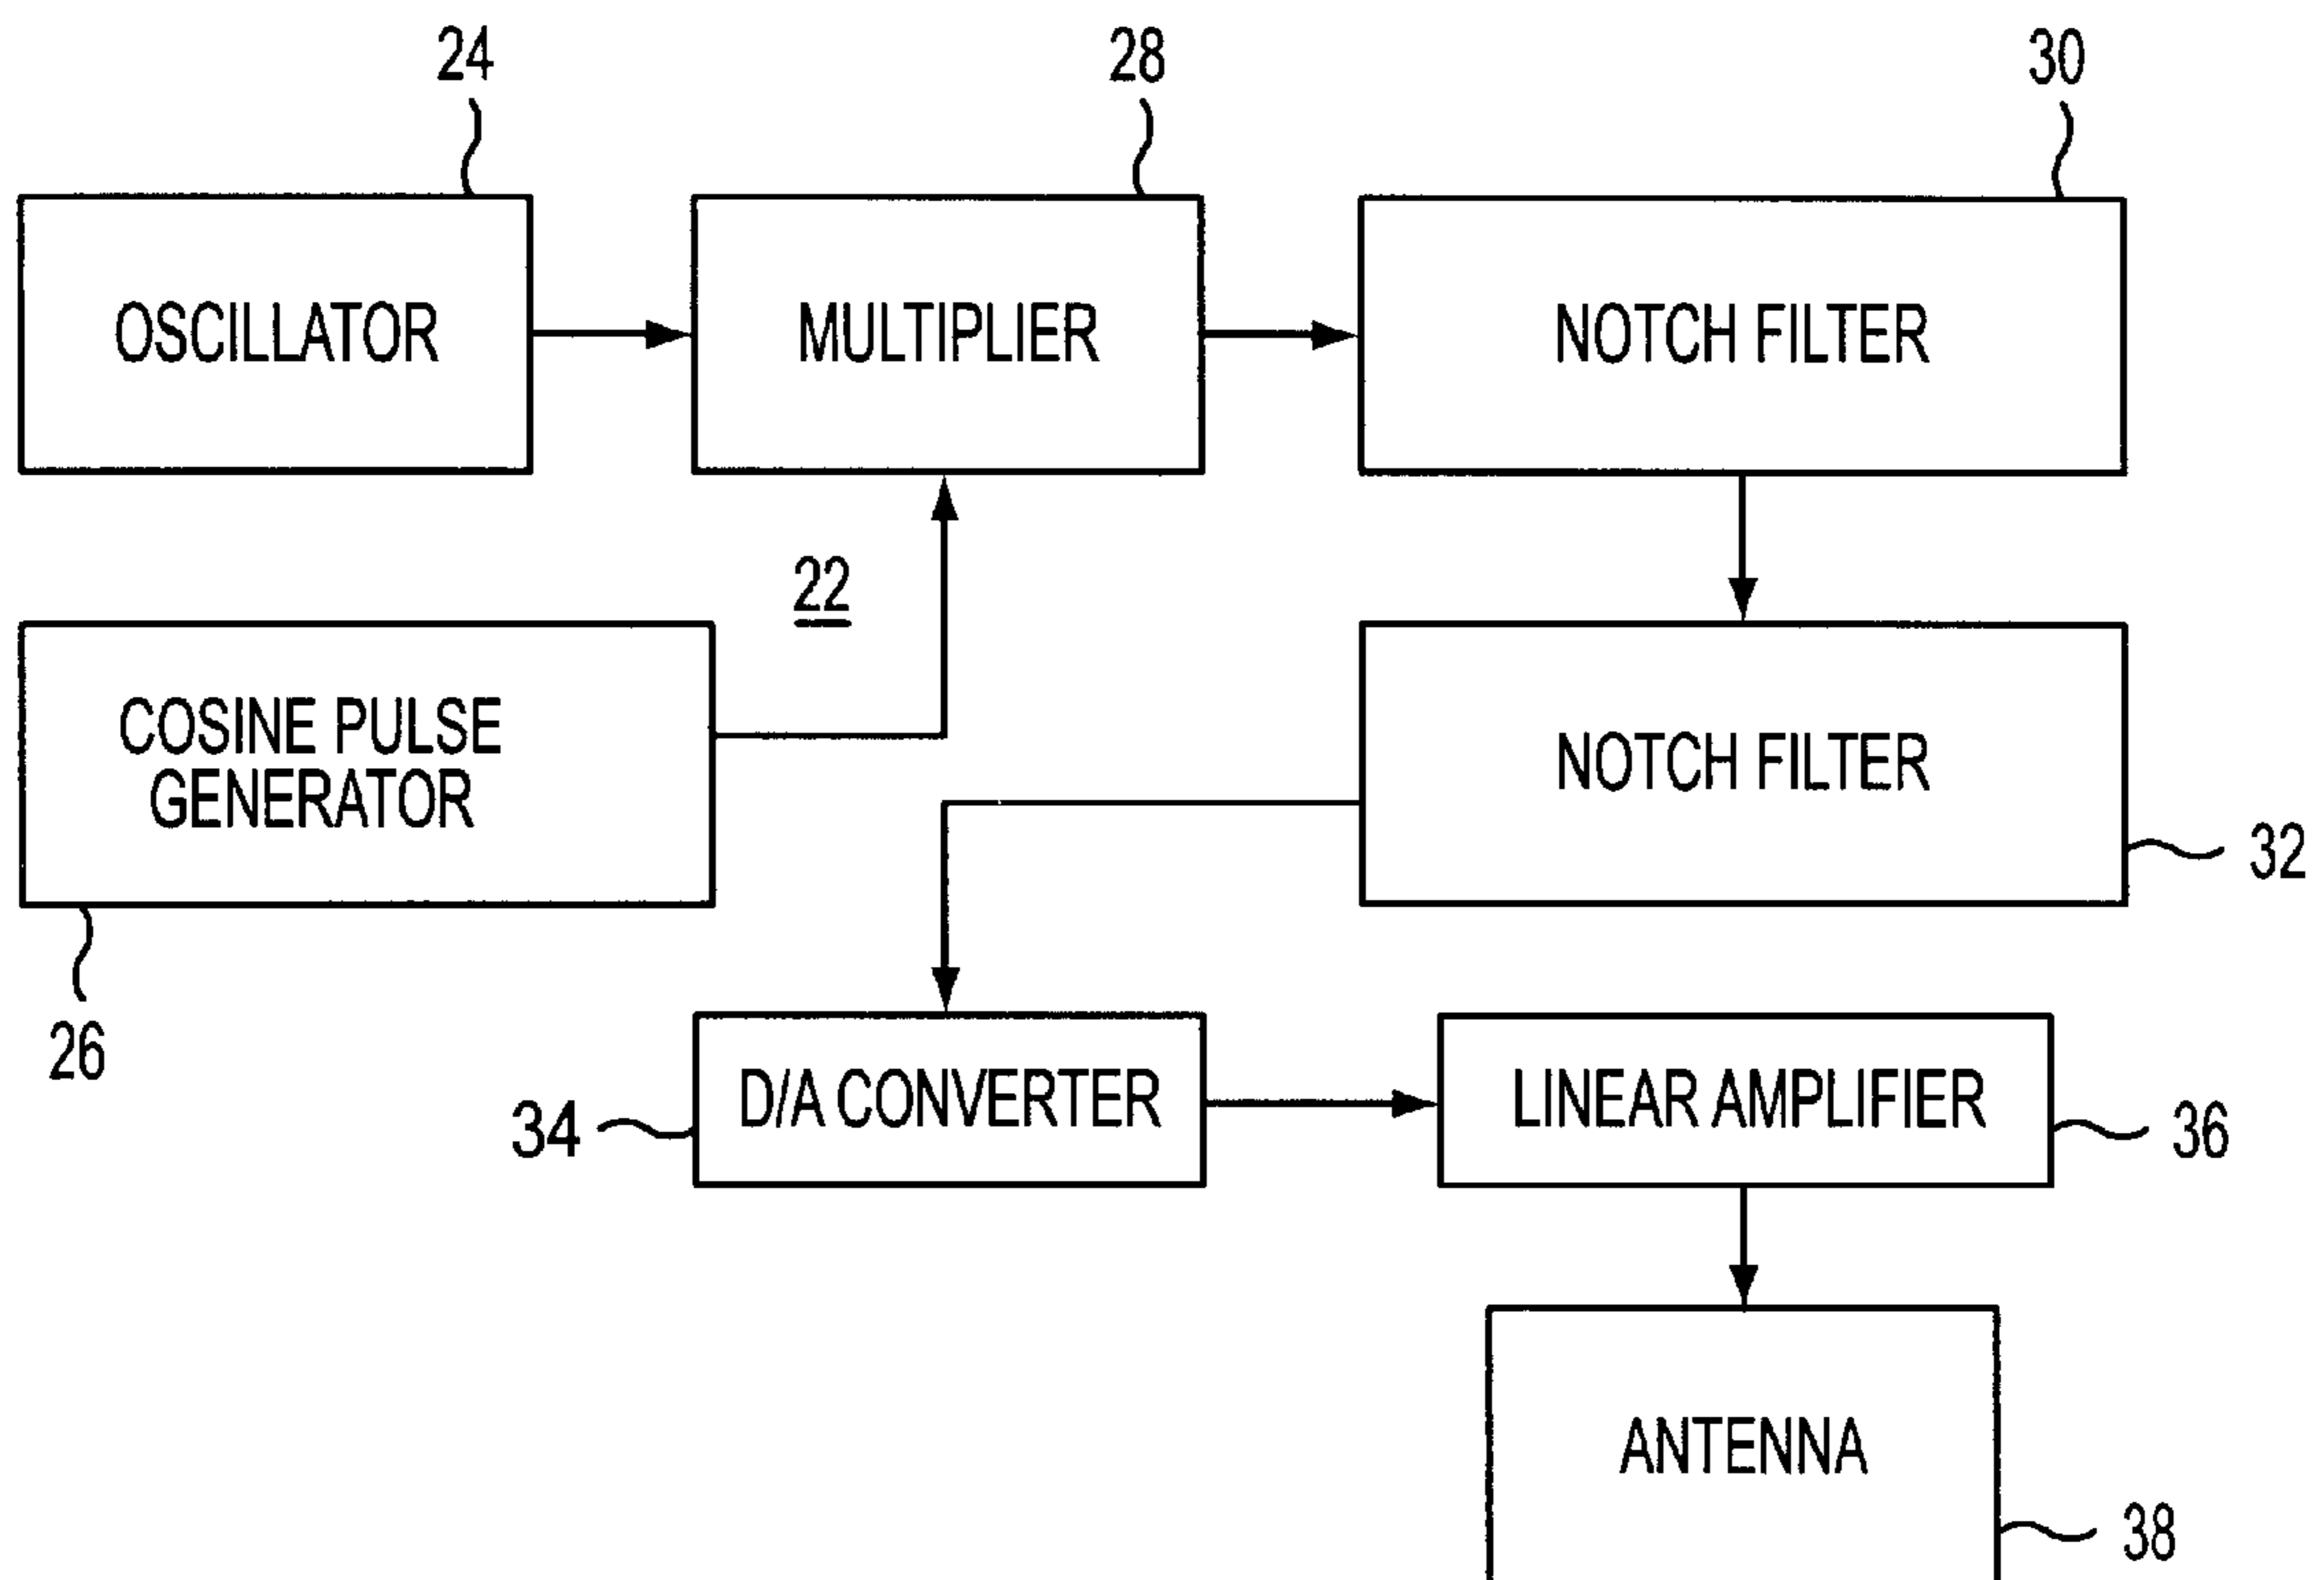 24
28
30
OSCILLATOR
MULTIPLIER
NOTCH FILTER
22
COSINE PULSE
GENERATOR
NOTCH FILTER
32
26
34
D/A CONVERTER
LINEAR AMPLIFIER
36
ANTENNA
38